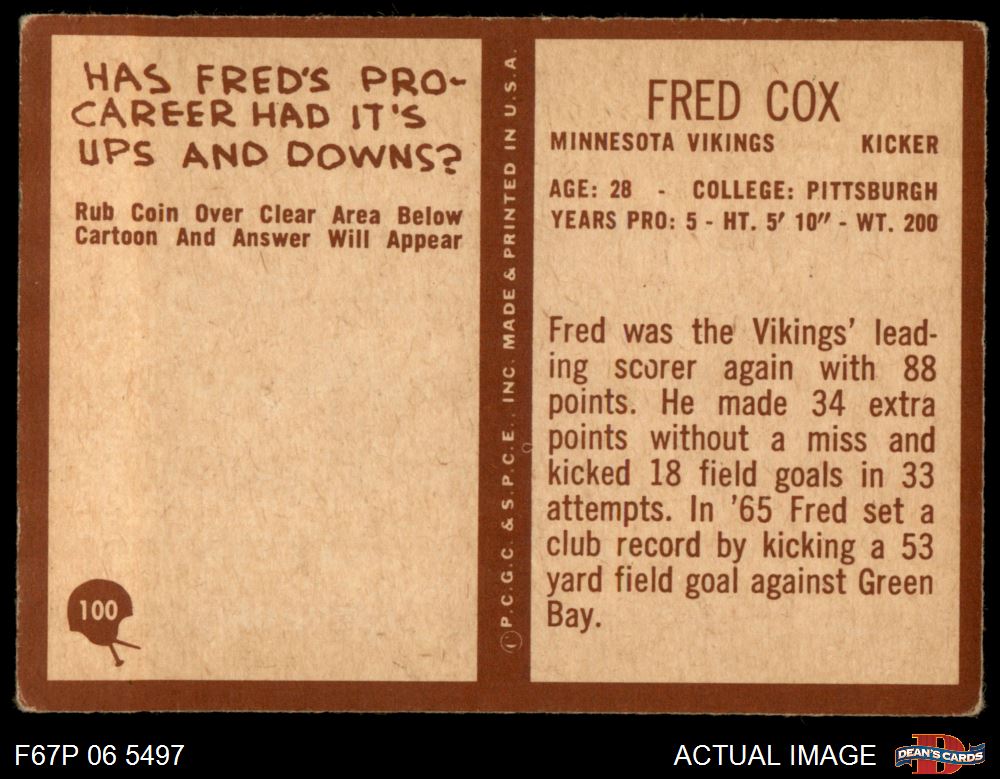 HAS FRED'S PRO-
CAREER HAD IT'S
UPS AND DOWNS?
Rub Coin Over Clear Area Below
Cartoon And Answer Will Appear
100
Ⓒ P.C.G.C. & S.P.C.E., INC. MADE & PRINTED IN U.S.A.
FRED COX
MINNESOTA VIKINGS KICKER
AGE: 28 - COLLEGE: PITTSBURGH
YEARS PRO: 5 - HT. 5' 10" - WT. 200
Fred was the Vikings' lead-
ing scorer again with 88
points. He made 34 extra
points without a miss and
kicked 18 field goals in 33
attempts. In '65 Fred set a
club record by kicking a 53
yard field goal against Green
Bay.
F67P 06 5497
ACTUAL IMAGE
D
DEAN'S CARDS